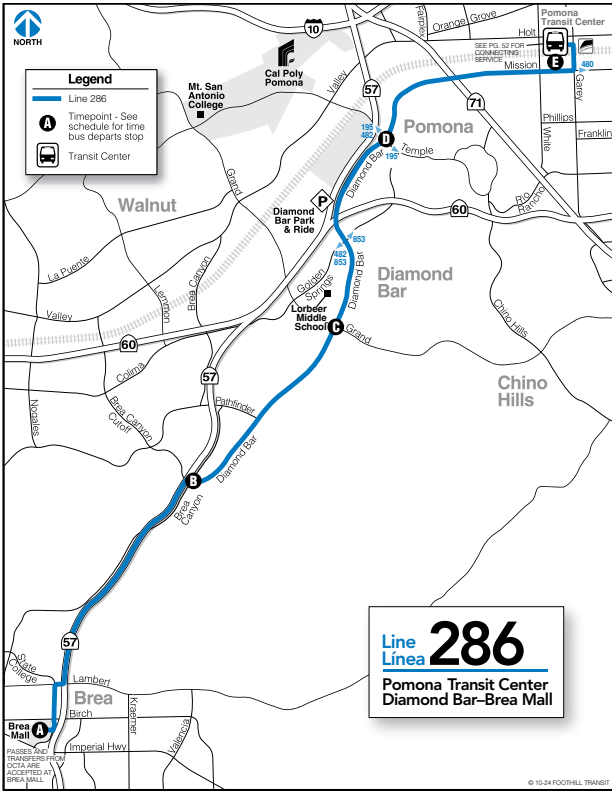 NORTH
Legend
Line 286
A
Timepoint - See
schedule for time
bus departs stop
Transit Center
10
Fairplex
Orange Grove
Pomona
Transit Center
Holt
SEE PG. 52 FOR
CONNECTING
SERVICE
E
Mission
480
Garey
Cal Poly
Pomona
Valley
57
71
Mt. San
Antonio
College
Phillips
White
Franklin
195
482
D
Pomona
Temple
195
Diamond Bar
Grand
Walnut
P
Diamond
Bar Park
& Ride
60
Rio
Rancho
853
482
853
La Puente
Brea Canyon
Lemmon
Golden
Springs
Diamond Bar
Diamond
Bar
Lorbeer
Middle
School
C
Grand
Chino Hills
Valley
60
Colima
57
Nogales
Brea Canyon
Cutoff
Pathfinder
Chino
Hills
Diamond Bar
B
Brea
Canyon
57
State
College
Lambert
Brea
Birch
Brea
Mall
A
Kraemer
Valencia
Imperial Hwy
PASSES AND
TRANSFERS FROM
OCTA ARE
ACCEPTED AT
BREA MALL
Line
Línea
286
Pomona Transit Center
Diamond Bar–Brea Mall
© 10-24 FOOTHILL TRANSIT